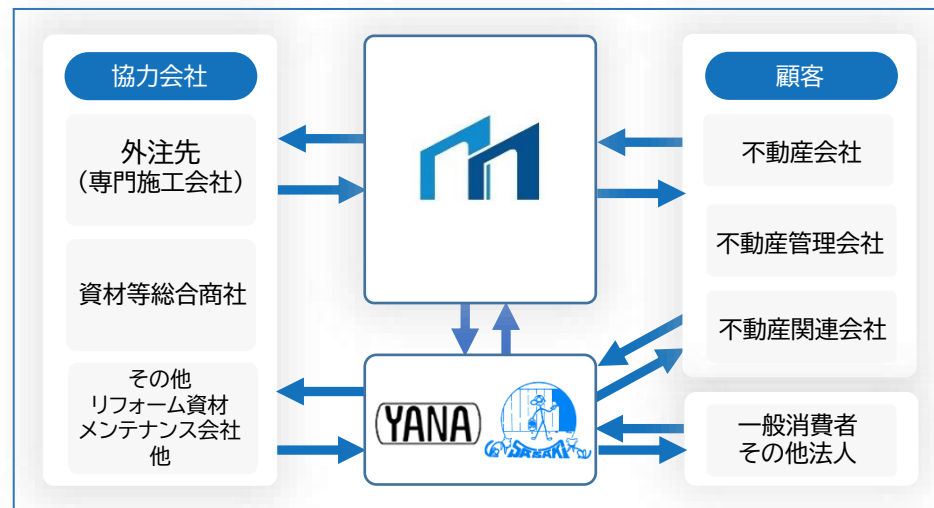 協力会社
外注先
（専門施工会社）
資材等総合商社
その他
リフォーム資材
メンテナンス会社
他
YANA
SASAKI
顧客
不動産会社
不動産管理会社
不動産関連会社
一般消費者
その他法人